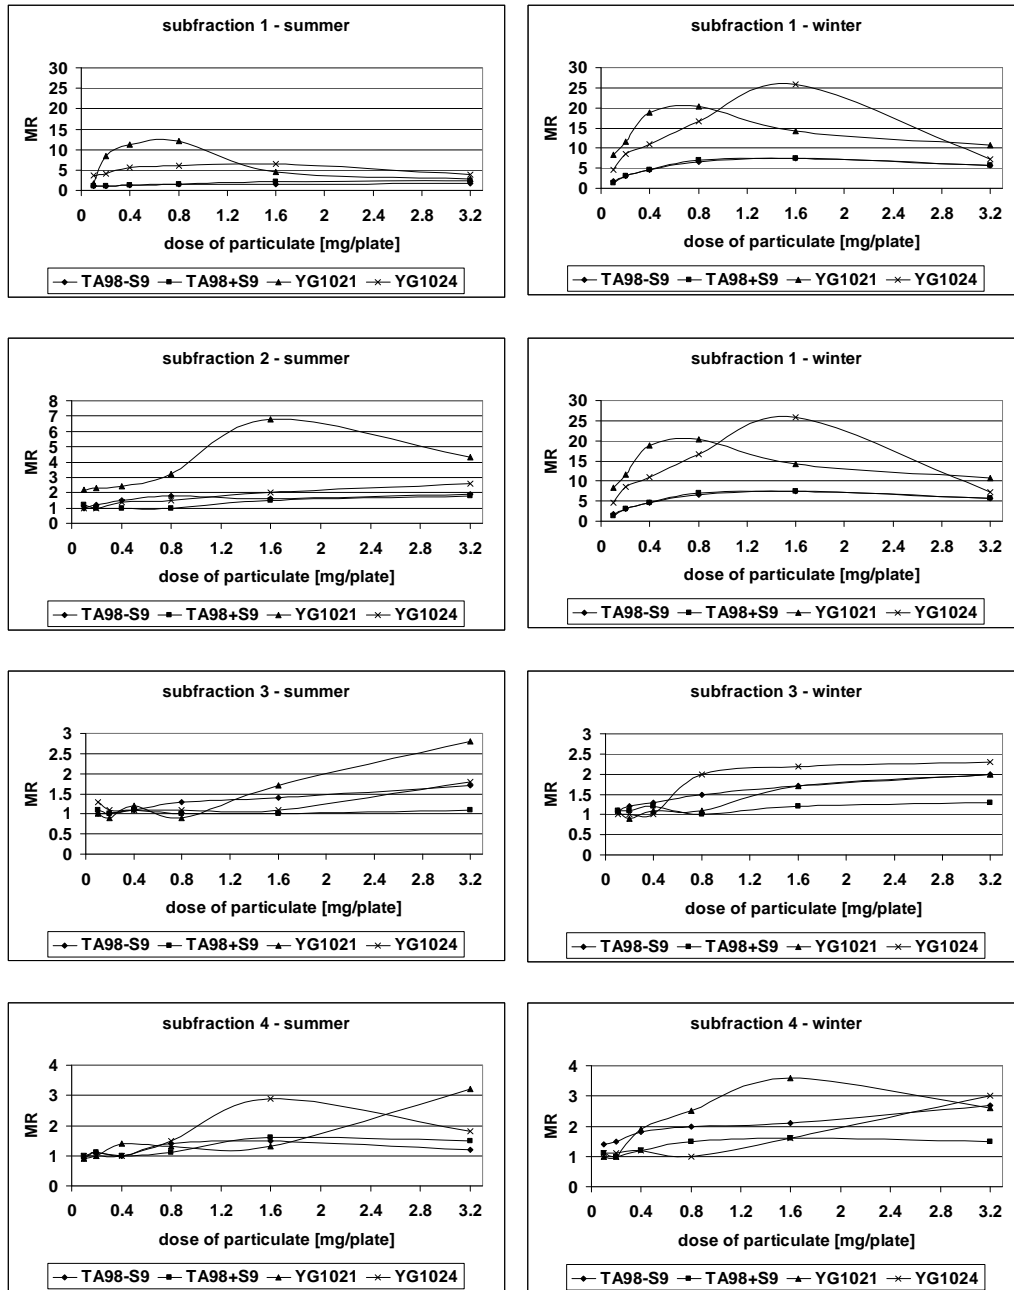 subfraction 1 - summer
30
25
20
15
10
5
0
MR
0 0.4 0.8 1.2 1.6 2 2.4 2.8 3.2
dose of particulate [mg/plate]
TA98-S9 TA98+S9 YG1021 YG1024
subfraction 1 - winter
30
25
20
15
10
5
0
MR
0 0.4 0.8 1.2 1.6 2 2.4 2.8 3.2
dose of particulate [mg/plate]
TA98-S9 TA98+S9 YG1021 YG1024
subfraction 2 - summer
8
7
6
5
4
3
2
1
0
MR
0 0.4 0.8 1.2 1.6 2 2.4 2.8 3.2
dose of particulate [mg/plate]
TA98-S9 TA98+S9 YG1021 YG1024
subfraction 1 - winter
30
25
20
15
10
5
0
MR
0 0.4 0.8 1.2 1.6 2 2.4 2.8 3.2
dose of particulate [mg/plate]
TA98-S9 TA98+S9 YG1021 YG1024
subfraction 3 - summer
3
2.5
2
1.5
1
0.5
0
MR
0 0.4 0.8 1.2 1.6 2 2.4 2.8 3.2
dose of particulate [mg/plate]
TA98-S9 TA98+S9 YG1021 YG1024
subfraction 3 - winter
3
2.5
2
1.5
1
0.5
0
MR
0 0.4 0.8 1.2 1.6 2 2.4 2.8 3.2
dose of particulate [mg/plate]
TA98-S9 TA98+S9 YG1021 YG1024
subfraction 4 - summer
4
3
2
1
0
MR
0 0.4 0.8 1.2 1.6 2 2.4 2.8 3.2
dose of particulate [mg/plate]
TA98-S9 TA98+S9 YG1021 YG1024
subfraction 4 - winter
4
3
2
1
0
MR
0 0.4 0.8 1.2 1.6 2 2.4 2.8 3.2
dose of particulate [mg/plate]
TA98-S9 TA98+S9 YG1021 YG1024